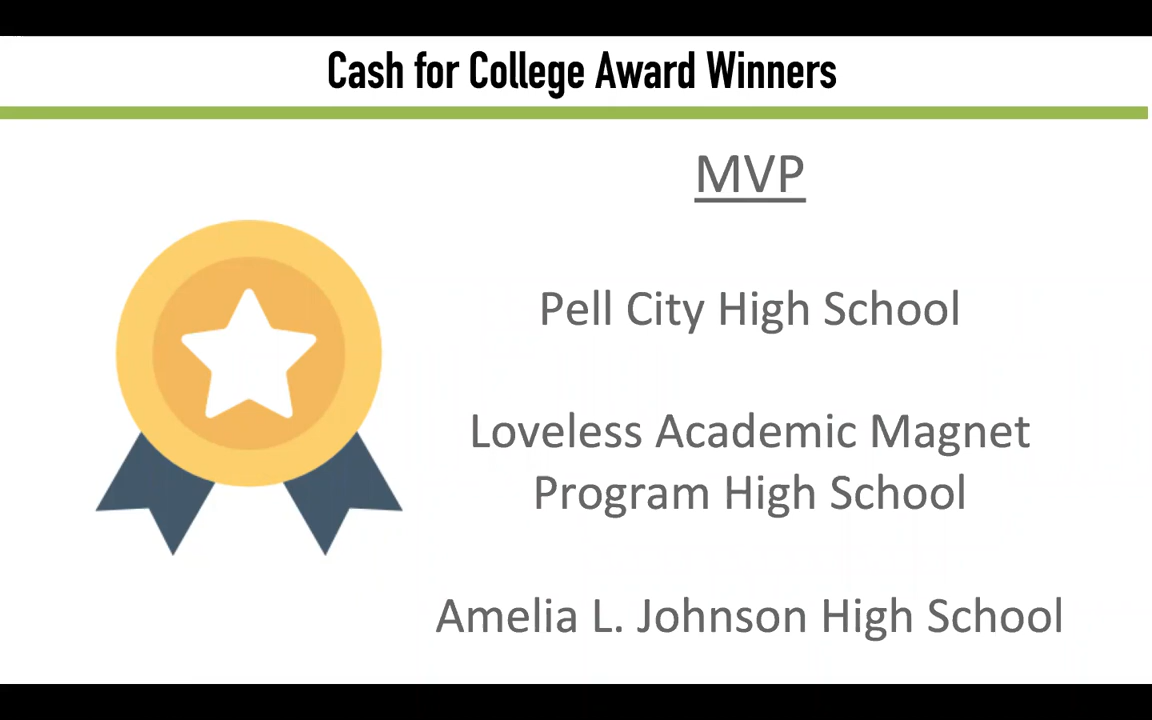 Cash for College Award Winners
MVP
Pell City High School
Loveless Academic Magnet
Program High School
Amelia L. Johnson High School